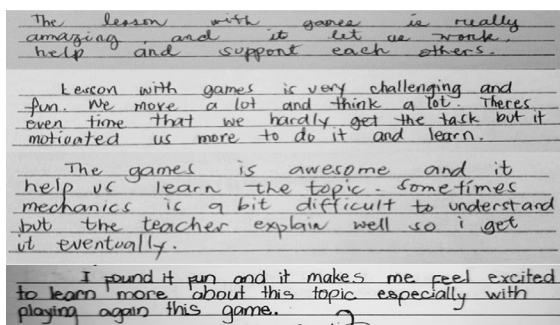 The lesson with games is really
amazing and it let us work,
help and support each others.
Lesson with games is very challenging and
fun. We move a lot and think a lot. Theres
even time that we hardly get the task but it
motivated us more to do it and learn.
The games is awesome and it
help us learn the topic. Sometimes
mechanics is a bit difficult to understand
but the teacher explain well so i get
it eventually.
I found it fun and it makes me feel excited
to learn more about this topic especially with
playing again this game.